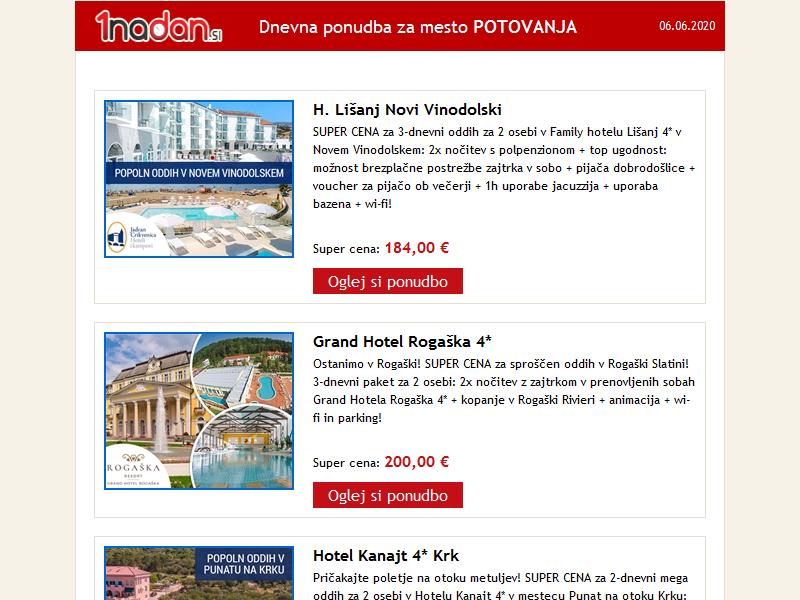 1nadan.si
Dnevna ponudba za mesto POTOVANJA
06.06.2020
POPOLN ODDIH V NOVEM VINODOLSKEM
Jadran
Crikvenica
Hoteli
i kampovi
H. Lišanj Novi Vinodolski
SUPER CENA za 3-dnevni oddih za 2 osebi v Family hotelu Lišanj 4* v
Novem Vinodolskem: 2x nočitev s polpenzionom + top ugodnost:
možnost brezplačne postrežbe zajtrka v sobo + pijača dobrodošlice +
voucher za pijačo ob večerji + 1h uporabe jacuzzija + uporaba
bazena + wi-fi!
Super cena: 184,00 €
Oglej si ponudbo
ROGAŠKA
RESORT
GRAND HOTEL ROGAŠKA
Grand Hotel Rogaška 4*
Ostanimo v Rogaški! SUPER CENA za sproščen oddih v Rogaški Slatini!
3-dnevni paket za 2 osebi: 2x nočitev z zajtrkom v prenovljenih sobah
Grand Hotela Rogaška 4* + kopanje v Rogaški Rivieri + animacija + wi-
fi in parking!
Super cena: 200,00 €
Oglej si ponudbo
POPOLN ODDIH V
PUNATU NA KRKU
Hotel Kanajt 4* Krk
Pričakajte poletje na otoku metuljev! SUPER CENA za 2-dnevni mega
oddih za 2 osebi v Hotelu Kanajt 4* v mestecu Punat na otoku Krku: